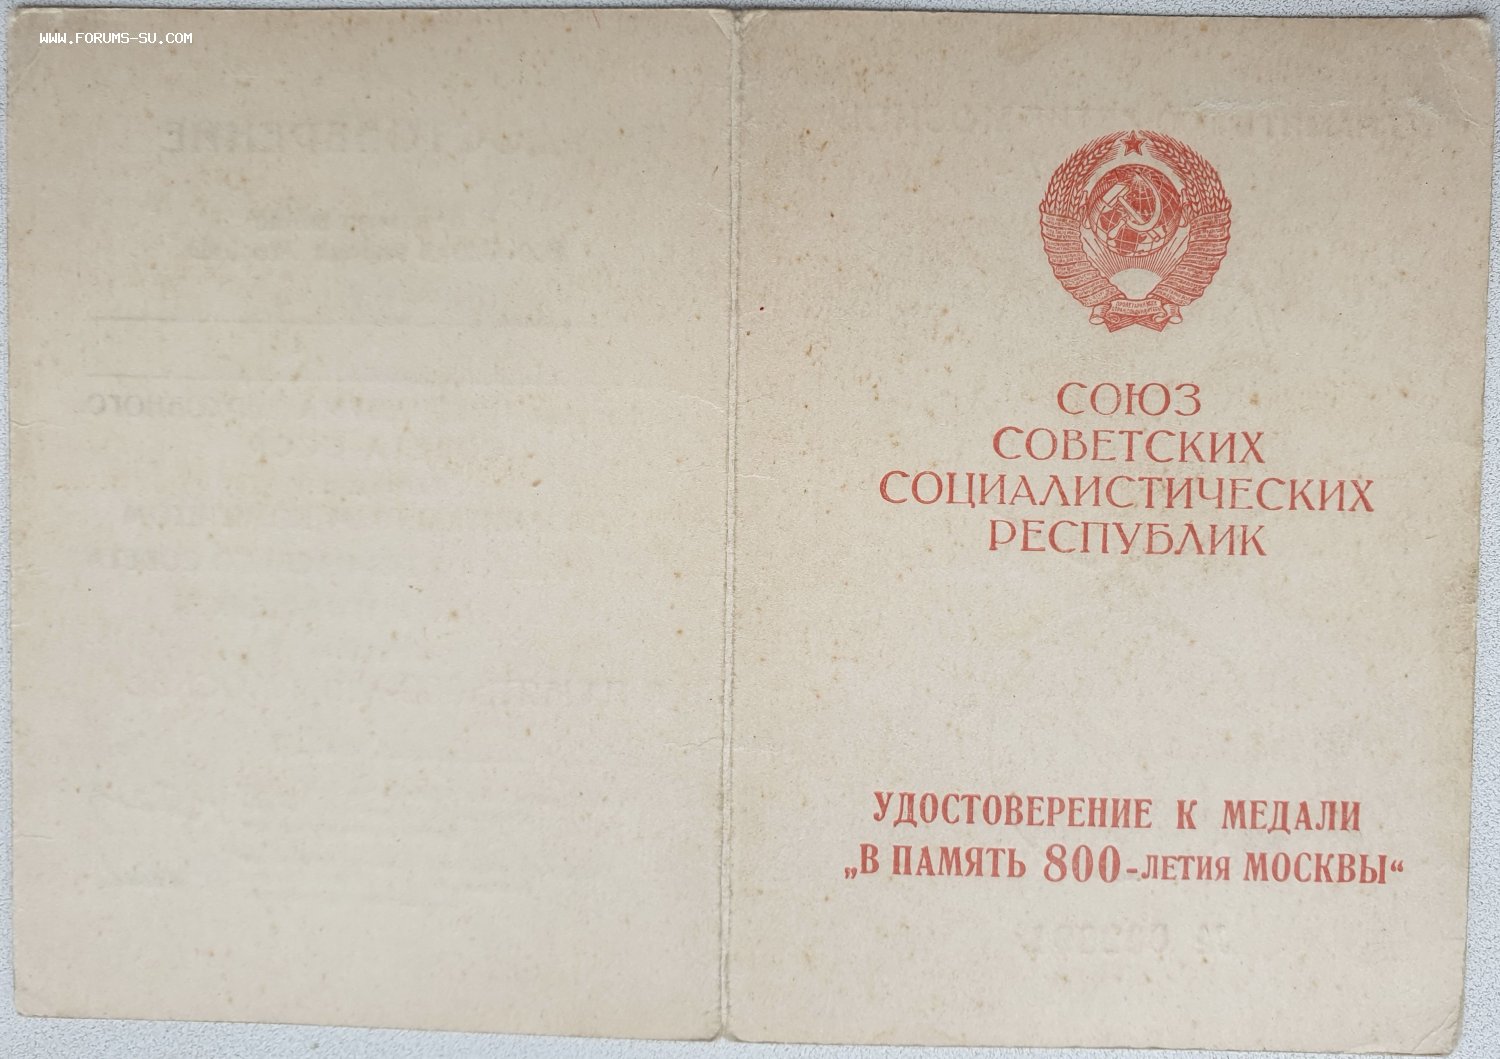 WWW.FORUMS-SU.COM
СОЮЗ
СОВЕТСКИХ
СОЦИАЛИСТИЧЕСКИХ
РЕСПУБЛИК
УДОСТОВЕРЕНИЕ К МЕДАЛИ
„В ПАМЯТЬ 800-ЛЕТИЯ МОСКВЫ“